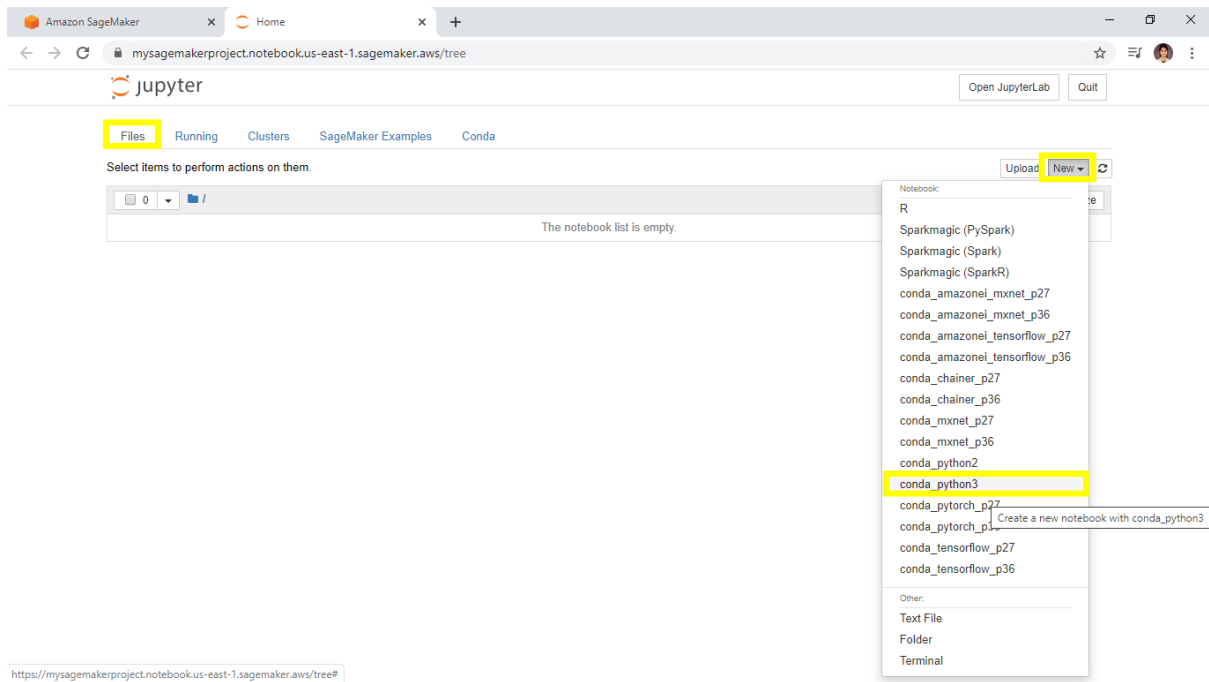 Amazon SageMaker
Home
mysagemakerproject.notebook.us-east-1.sagemaker.aws/tree
jupyter
Open JupyterLab
Quit
Files
Running
Clusters
SageMaker Examples
Conda
Select items to perform actions on them.
Upload
New
0
/
The notebook list is empty.
Notebook:
R
Sparkmagic (PySpark)
Sparkmagic (Spark)
Sparkmagic (SparkR)
conda_amazonei_mxnet_p27
conda_amazonei_mxnet_p36
conda_amazonei_tensorflow_p27
conda_amazonei_tensorflow_p36
conda_chainer_p27
conda_chainer_p36
conda_mxnet_p27
conda_mxnet_p36
conda_python2
conda_python3
conda_pytorch_p27
Create a new notebook with conda_python3
conda_tensorflow_p27
conda_tensorflow_p36
Other:
Text File
Folder
Terminal
https://mysagemakerproject.notebook.us-east-1.sagemaker.aws/tree#